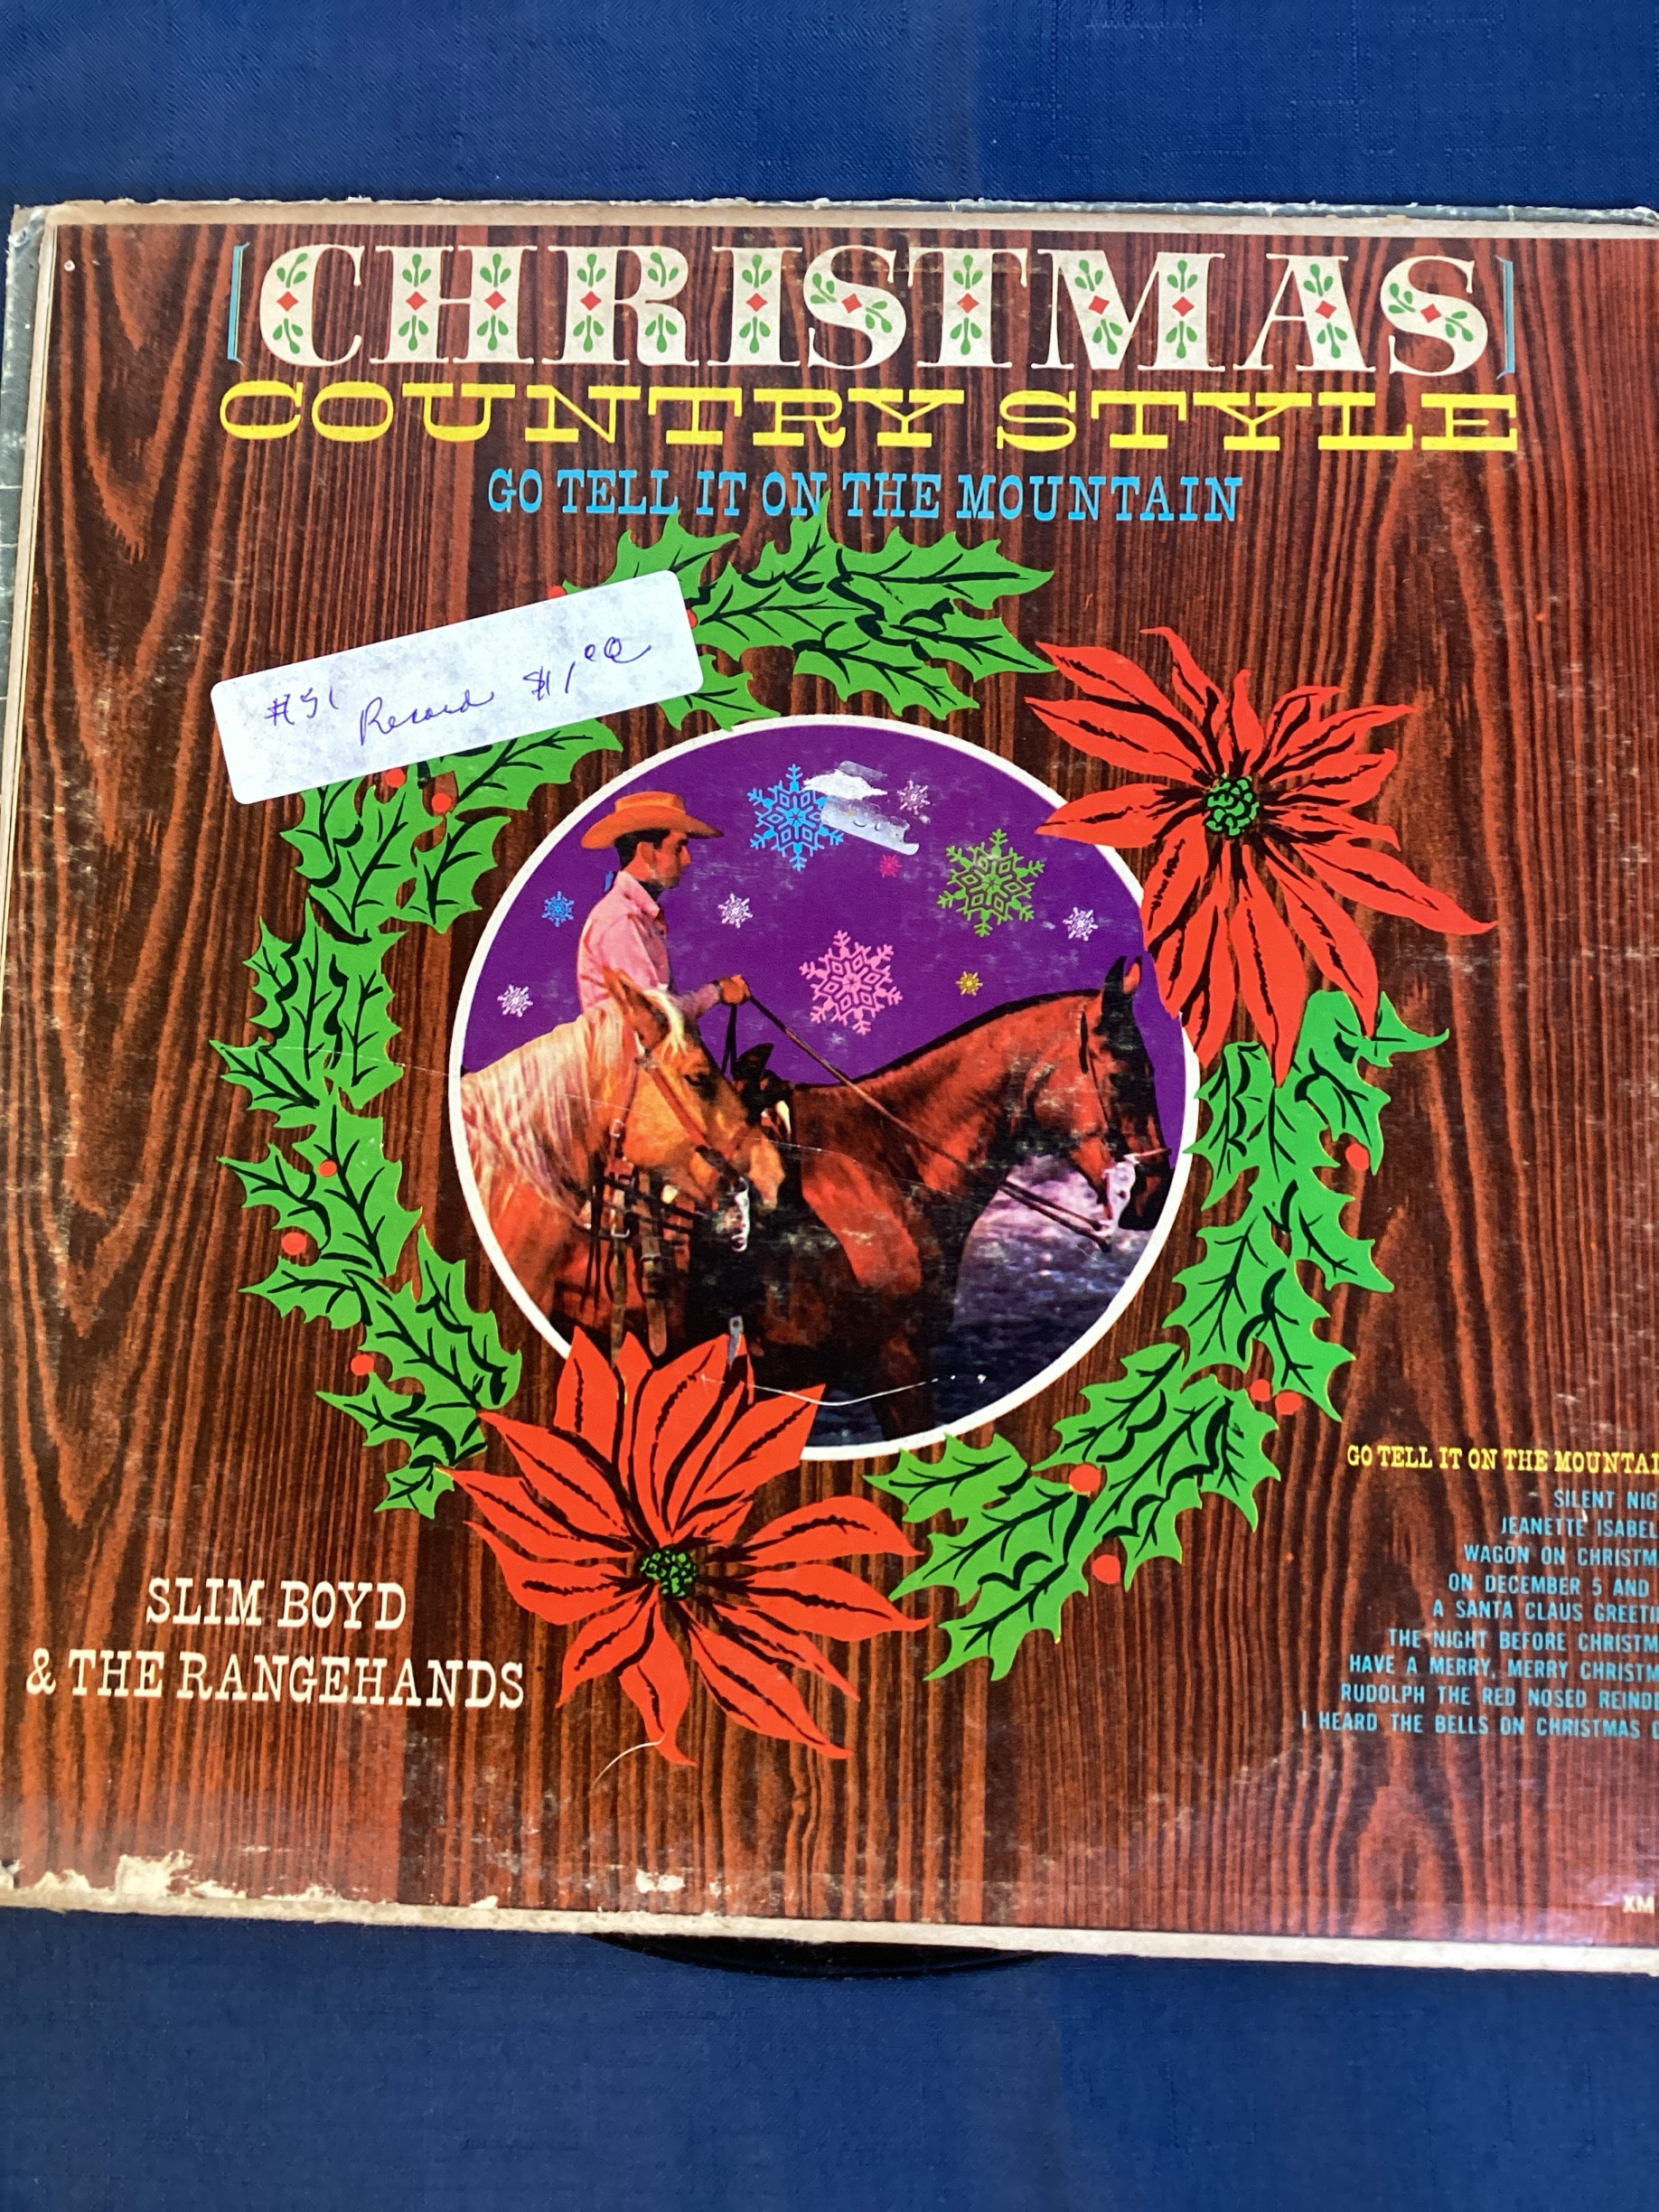 [CHRISTMAS]
COUNTRY STYLE
GO TELL IT ON THE MOUNTAIN
#51 Record $1.00
SLIM BOYD
& THE RANGEHANDS
GO TELL IT ON THE MOUNTAI
SILENT NIG
JEANETTE ISABEL
WAGON ON CHRISTM
ON DECEMBER 5 AND
A SANTA CLAUS GREETI
THE NIGHT BEFORE CHRISTM
HAVE A MERRY, MERRY CHRISTM
RUDOLPH THE RED NOSED REINDE
I HEARD THE BELLS ON CHRISTMAS D
XM